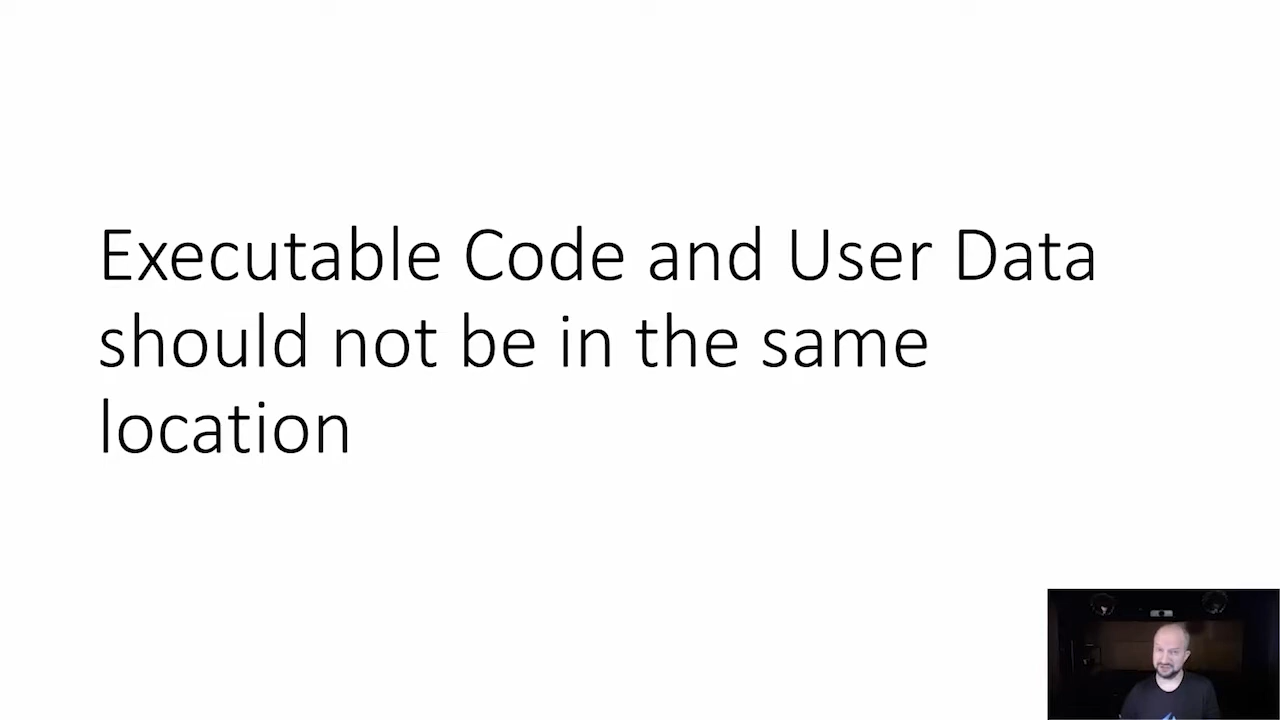 Executable Code and User Data
should not be in the same
location